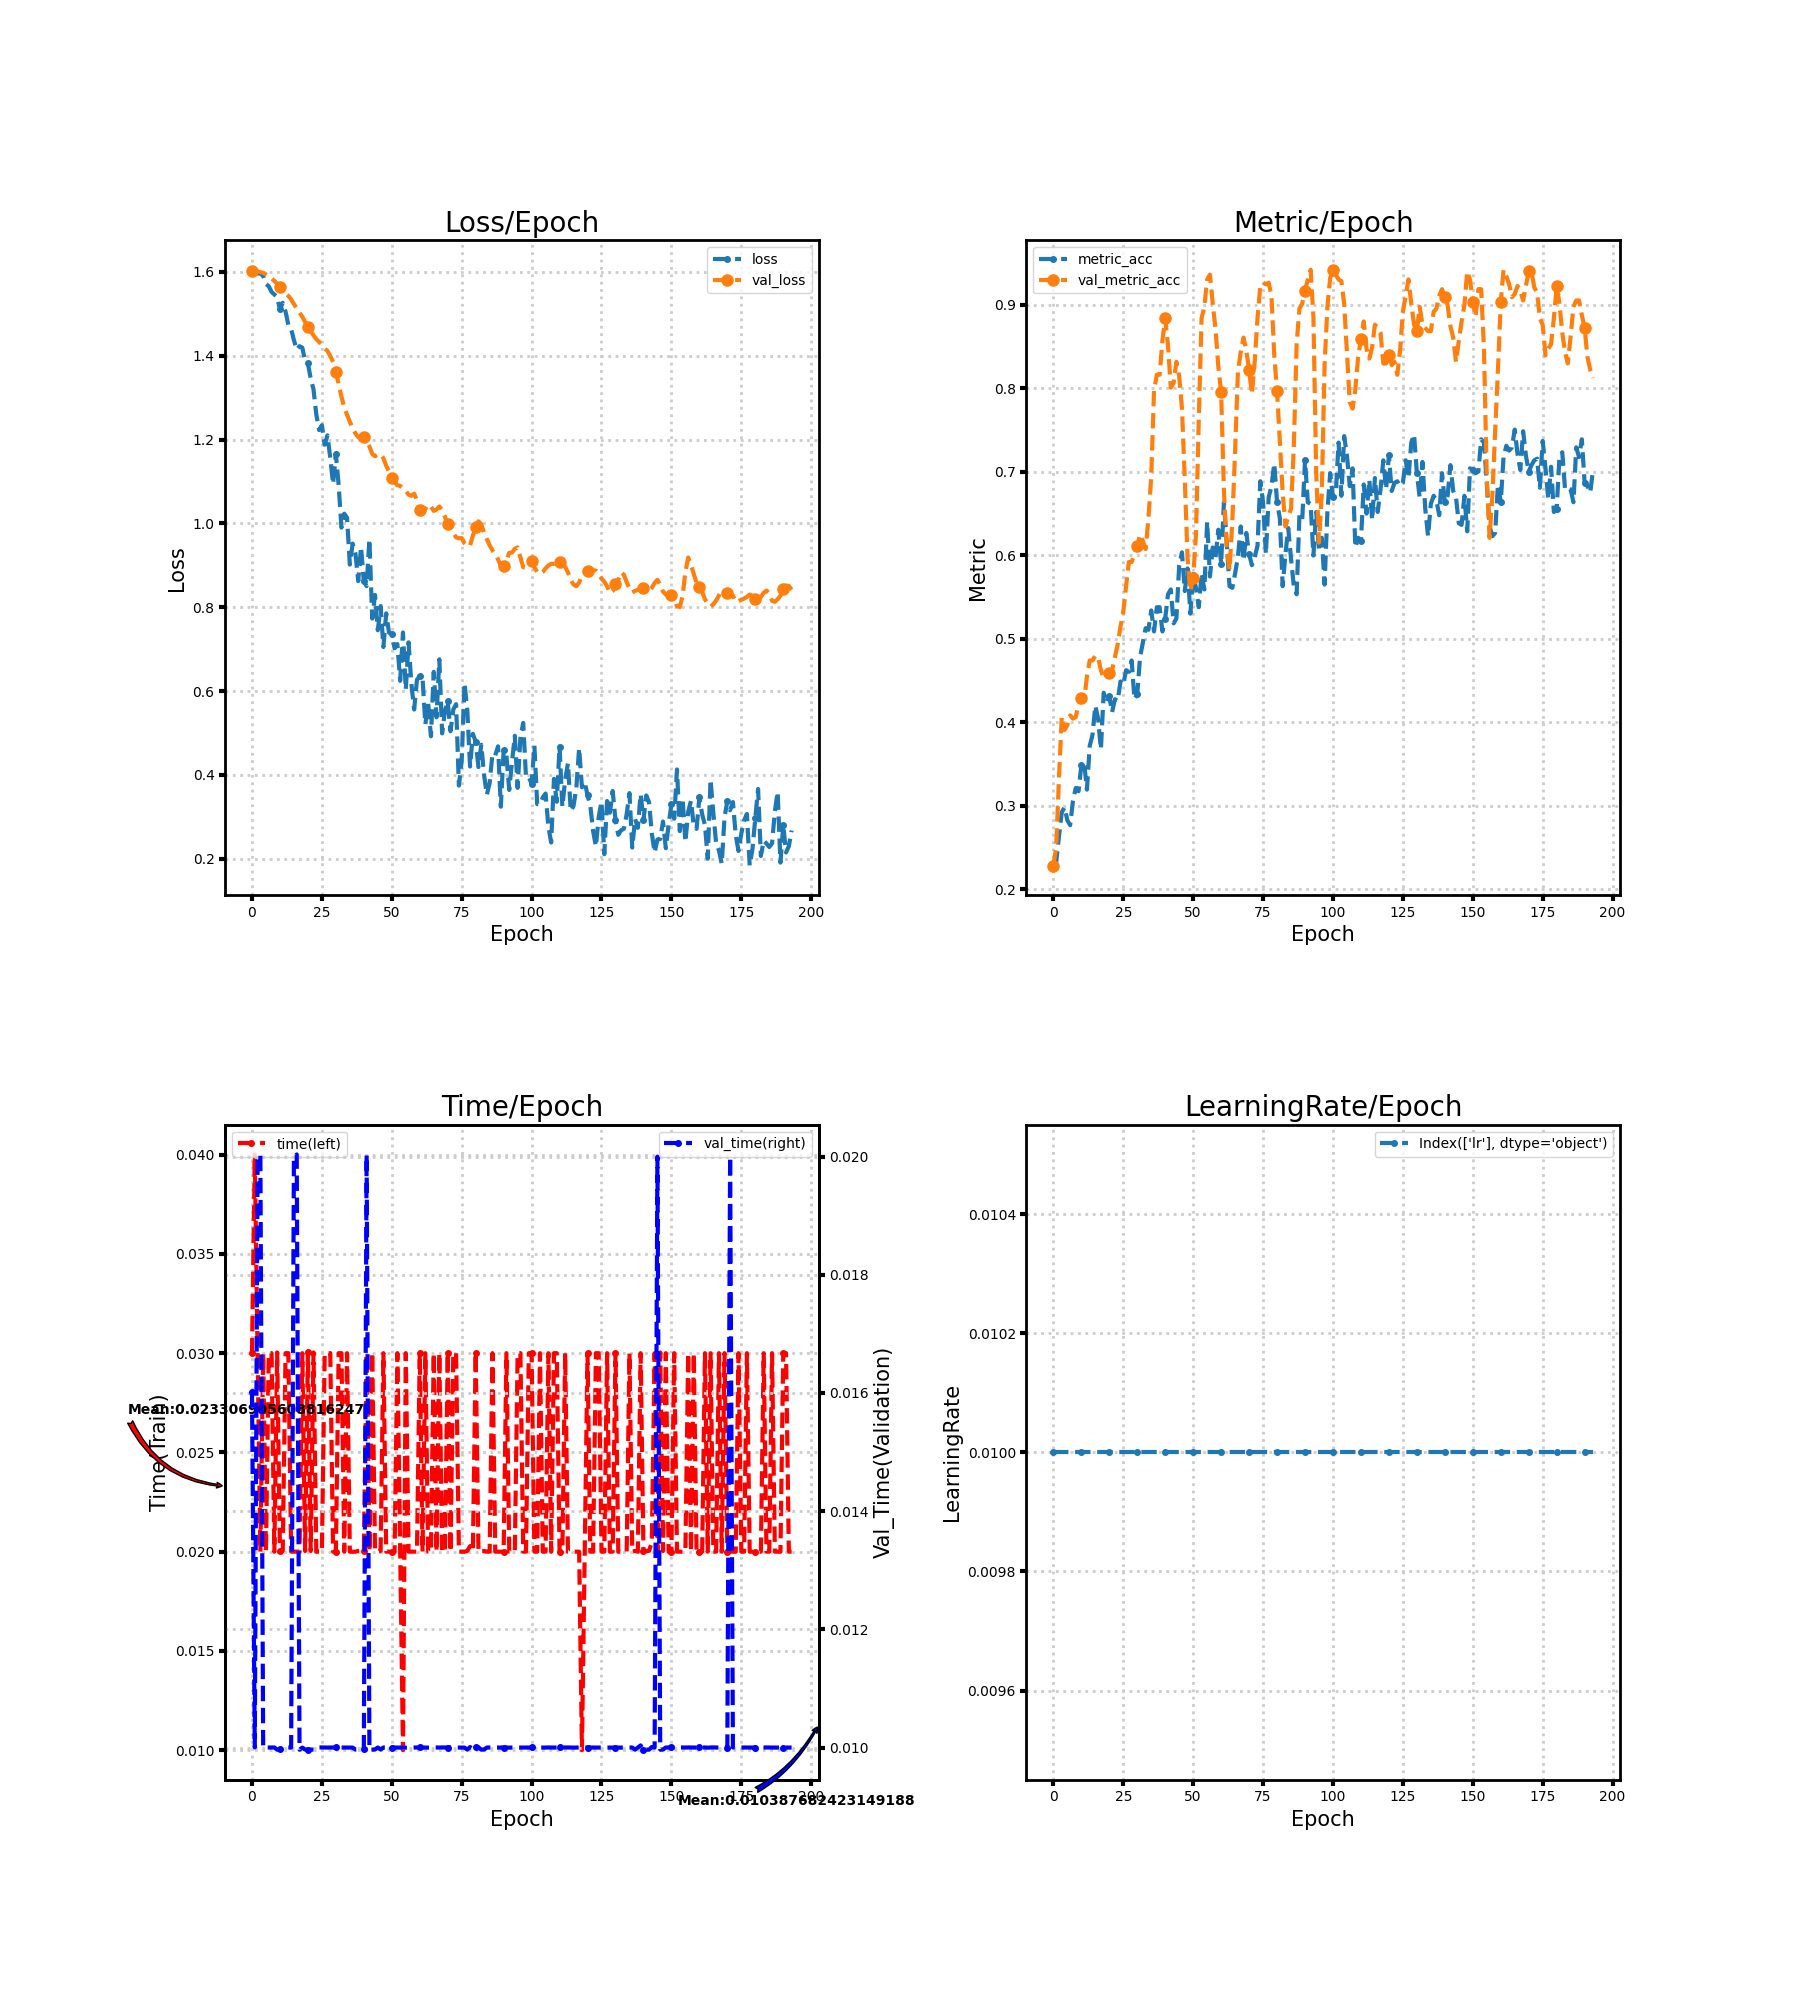 Loss/Epoch
loss
val_loss
1.6
1.4
1.2
1.0
0.8
0.6
0.4
0.2
Loss
0 25 50 75 100 125 150 175 200
Epoch
Metric/Epoch
metric_acc
val_metric_acc
0.9
0.8
0.7
0.6
0.5
0.4
0.3
0.2
Metric
0 25 50 75 100 125 150 175 200
Epoch
Time/Epoch
time(left)
val_time(right)
0.040
0.035
0.030
0.025
0.020
0.015
0.010
Time(Train)
0.020
0.018
0.016
0.014
0.012
0.010
Val_Time(Validation)
0 25 50 75 100 125 150 175 200
Mean:0.010387682423149188
Epoch
LearningRate/Epoch
Index(['lr'], dtype='object')
0.0104
0.0102
0.0100
0.0098
0.0096
LearningRate
0 25 50 75 100 125 150 175 200
Epoch